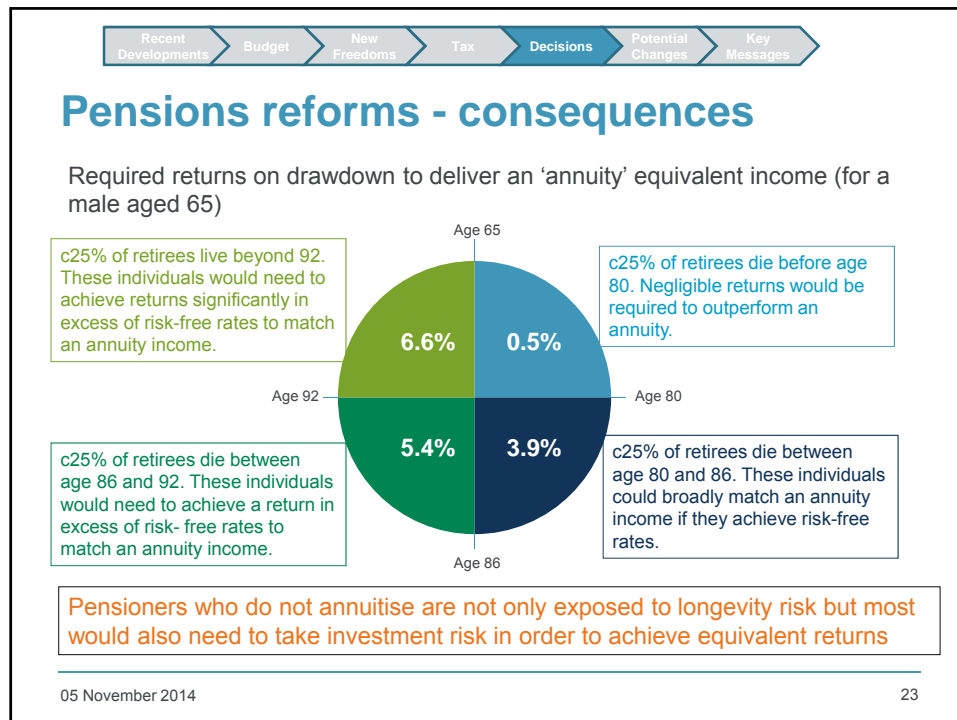 Recent
Developments
Budget
New
Freedoms
Tax
Decisions
Potential
Changes
Key
Messages
Pensions reforms - consequences
Required returns on drawdown to deliver an ‘annuity’ equivalent income (for a
male aged 65)
Age 65
c25% of retirees live beyond 92.
These individuals would need to
achieve returns significantly in
excess of risk-free rates to match
an annuity income.
c25% of retirees die before age
80. Negligible returns would be
required to outperform an
annuity.
6.6%
0.5%
Age 92
Age 80
5.4%
3.9%
c25% of retirees die between
age 86 and 92. These individuals
would need to achieve a return in
excess of risk- free rates to
match an annuity income.
c25% of retirees die between
age 80 and 86. These individuals
could broadly match an annuity
income if they achieve risk-free
rates.
Age 86
Pensioners who do not annuitise are not only exposed to longevity risk but most
would also need to take investment risk in order to achieve equivalent returns
05 November 2014
23